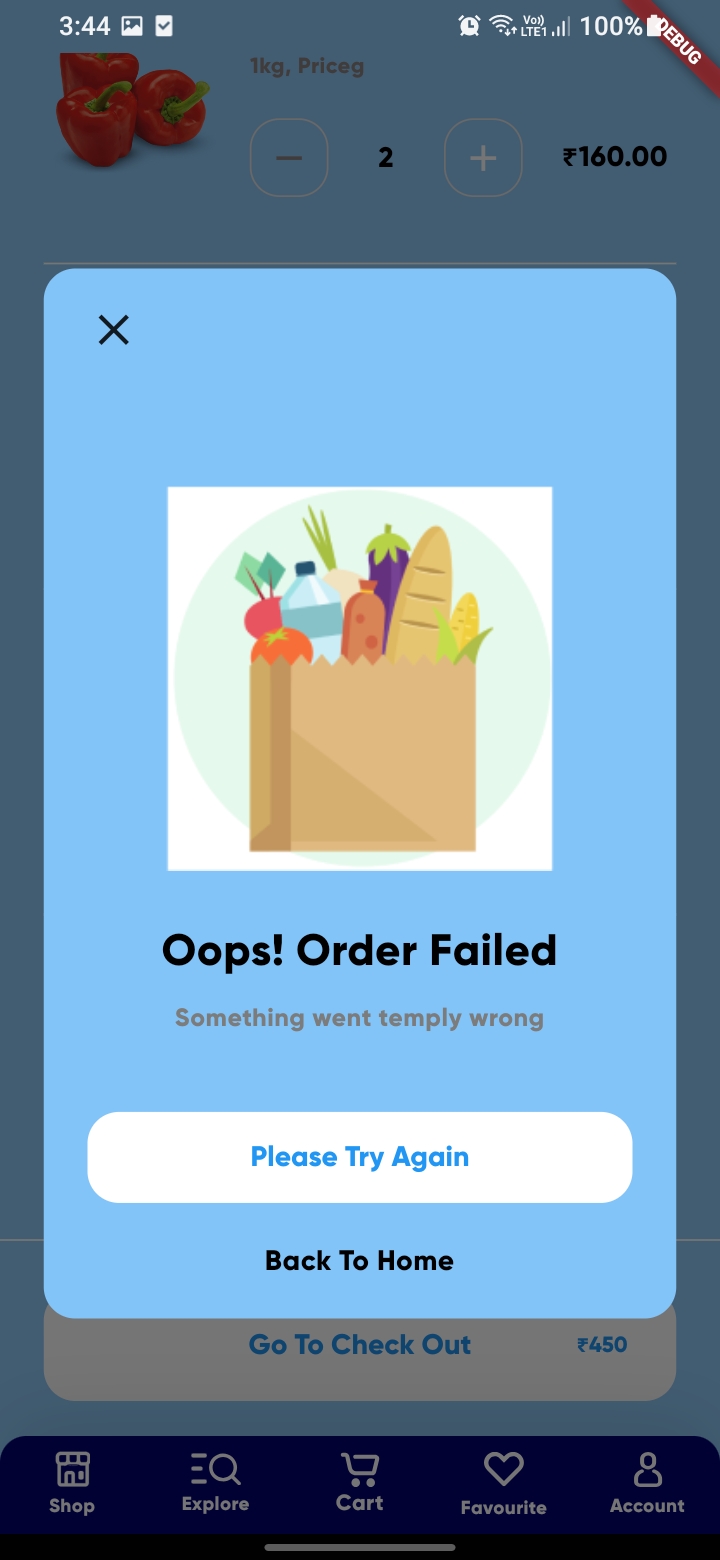 3:44
Vo))
LTE1
100%
DEBUG
1kg, Priceg
2
₹160.00
Oops! Order Failed
Something went temply wrong
Please Try Again
Back To Home
Go To Check Out
₹450
Shop
Explore
Cart
Favourite
Account